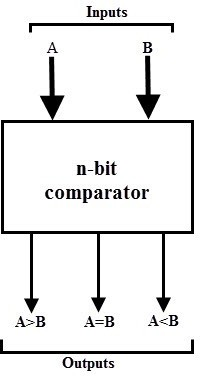 Inputs
A B
n-bit
comparator
A>B A=B A<B
Outputs